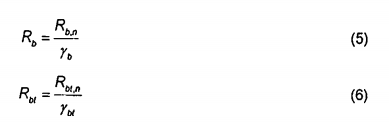 R_b = R_{b,n} / γ_b (5)
R_{bt} = R_{bt,n} / γ_{bt} (6)